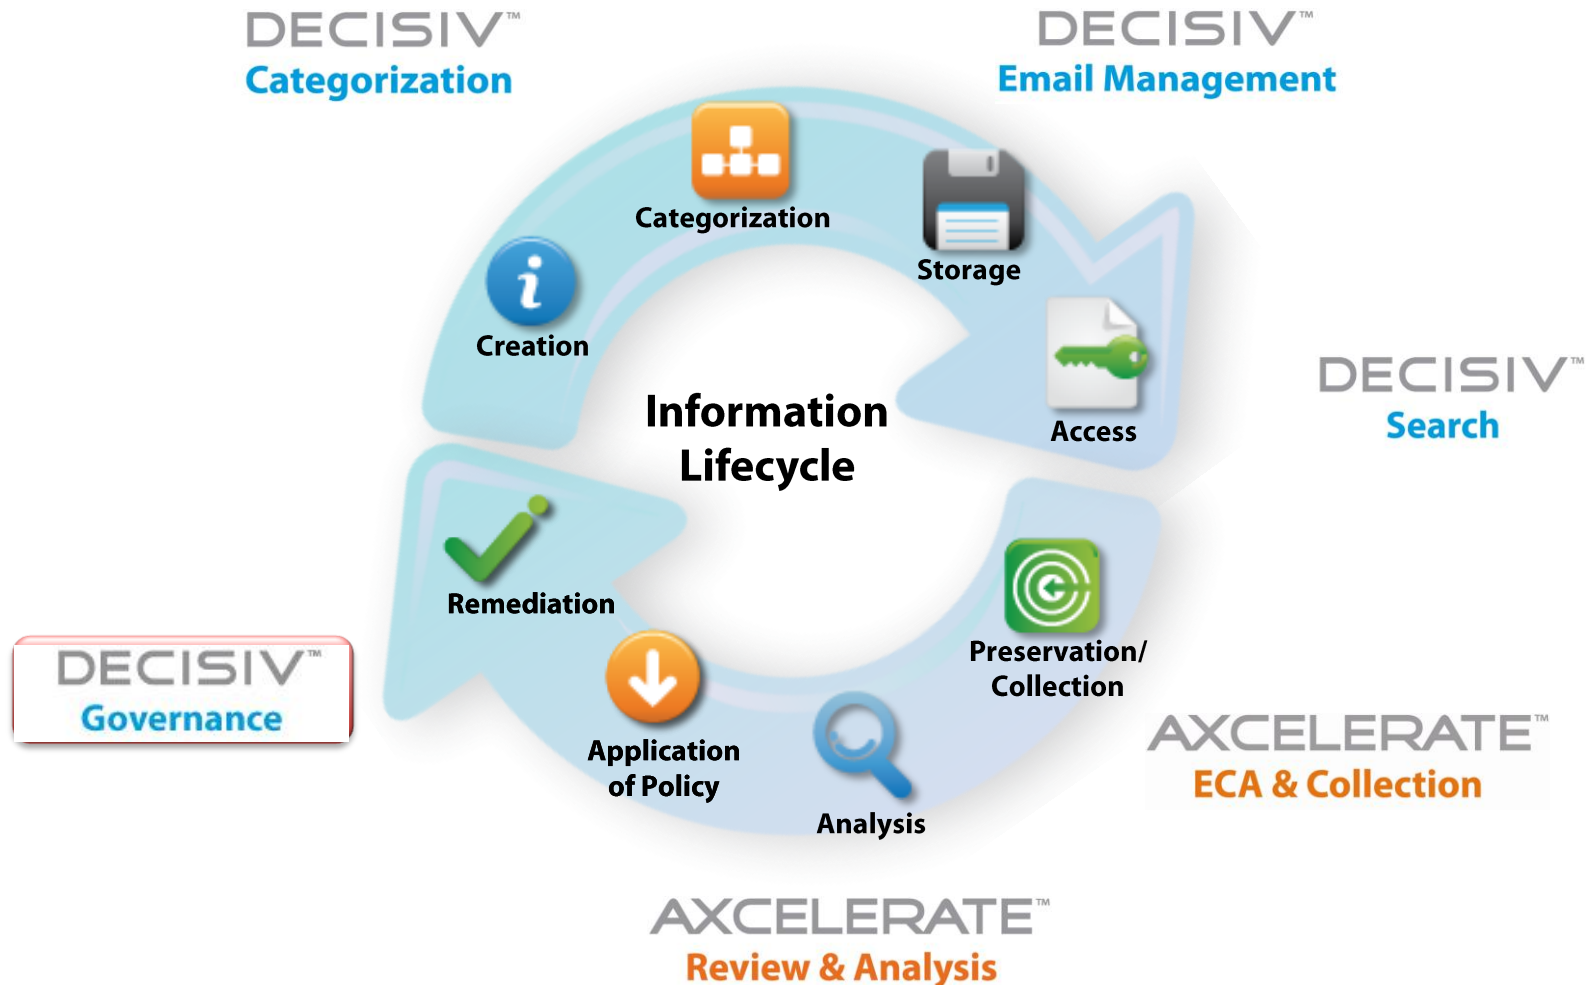 DECISIV™
Categorization
DECISIV™
Email Management
Categorization
Storage
Creation
Access
Information
Lifecycle
DECISIV™
Search
Remediation
Preservation/
Collection
DECISIV™
Governance
Application
of Policy
Analysis
AXCELERATE™
ECA & Collection
AXCELERATE™
Review & Analysis